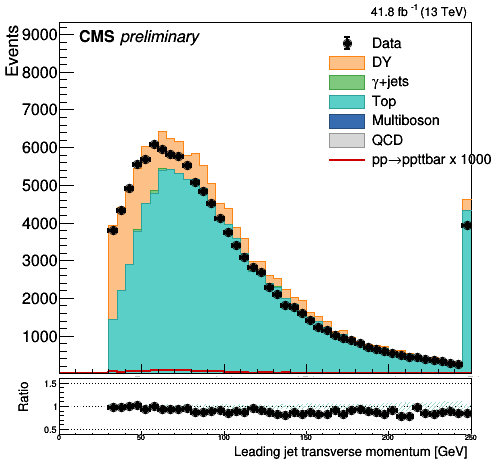 41.8 fb⁻¹ (13 TeV)
CMS preliminary
Events
9000
8000
7000
6000
5000
4000
3000
2000
1000
Data
DY
γ+jets
Top
Multiboson
QCD
pp→ppttbar x 1000
Ratio
1.5
1
0.5
0 50 100 150 200 250
Leading jet transverse momentum [GeV]